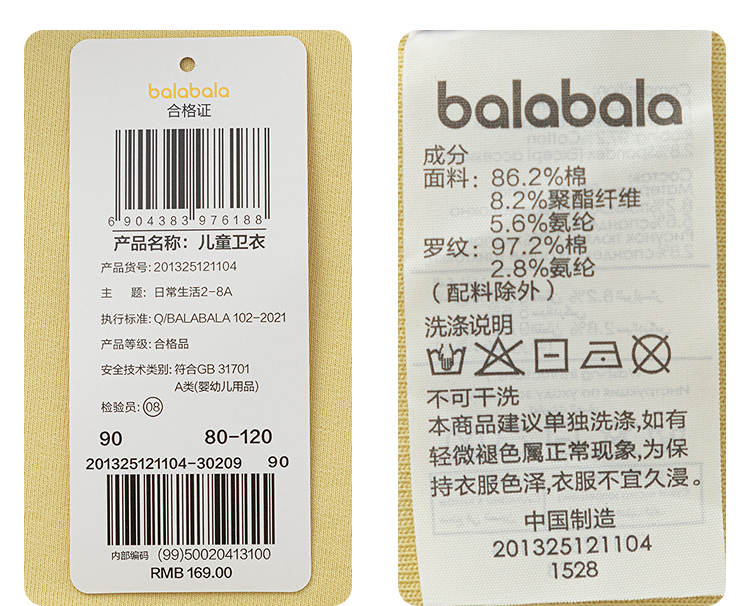 balabala
合格证
6 904383 976188
产品名称：儿童卫衣
产品货号：201325121104
主 题：日常生活2-8A
执行标准：Q/BALABALA 102-2021
产品等级：合格品
安全技术类别：符合GB 31701
A类(婴幼儿用品)
检验员：08
90 80-120
201325121104-30209 90
内部编码 (99)50020413100
RMB 169.00
balabala
成分
面料：86.2%棉
8.2%聚酯纤维
5.6%氨纶
罗纹：97.2%棉
2.8%氨纶
（配料除外）
洗涤说明
不可干洗
本商品建议单独洗涤,如有
轻微褪色属正常现象,为保
持衣服色泽,衣服不宜久浸。
中国制造
201325121104
1528